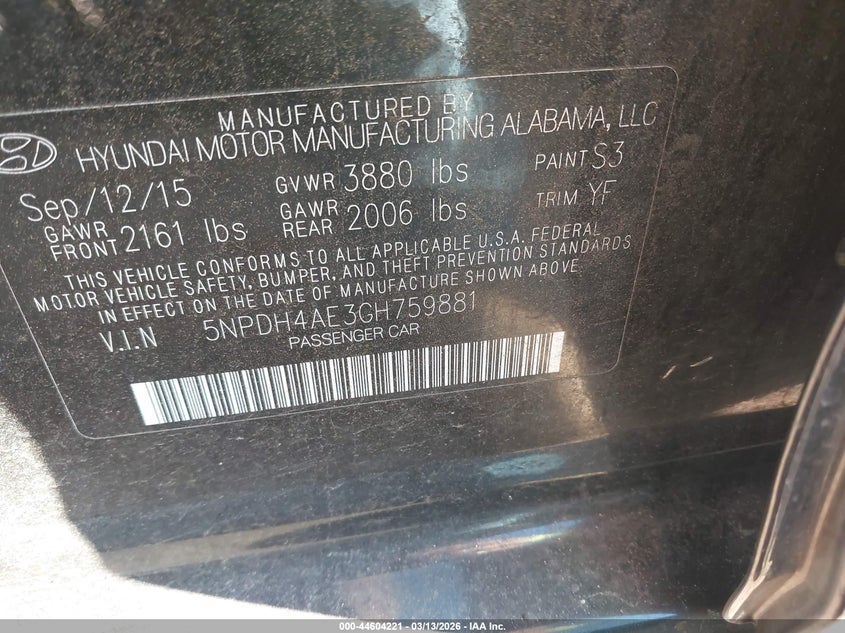 MANUFACTURED BY
HYUNDAI MOTOR MANUFACTURING ALABAMA, LLC
Sep/12/15 GVWR 3880 lbs PAINT S3
GAWR FRONT 2161 lbs GAWR REAR 2006 lbs TRIM YF
THIS VEHICLE CONFORMS TO ALL APPLICABLE U.S.A. FEDERAL
MOTOR VEHICLE SAFETY, BUMPER, AND THEFT PREVENTION STANDARDS
IN EFFECT ON THE DATE OF MANUFACTURE SHOWN ABOVE
V.I.N 5NPDH4AE3GH759881
PASSENGER CAR
000-44604221 - 03/13/2026 - IAA Inc.